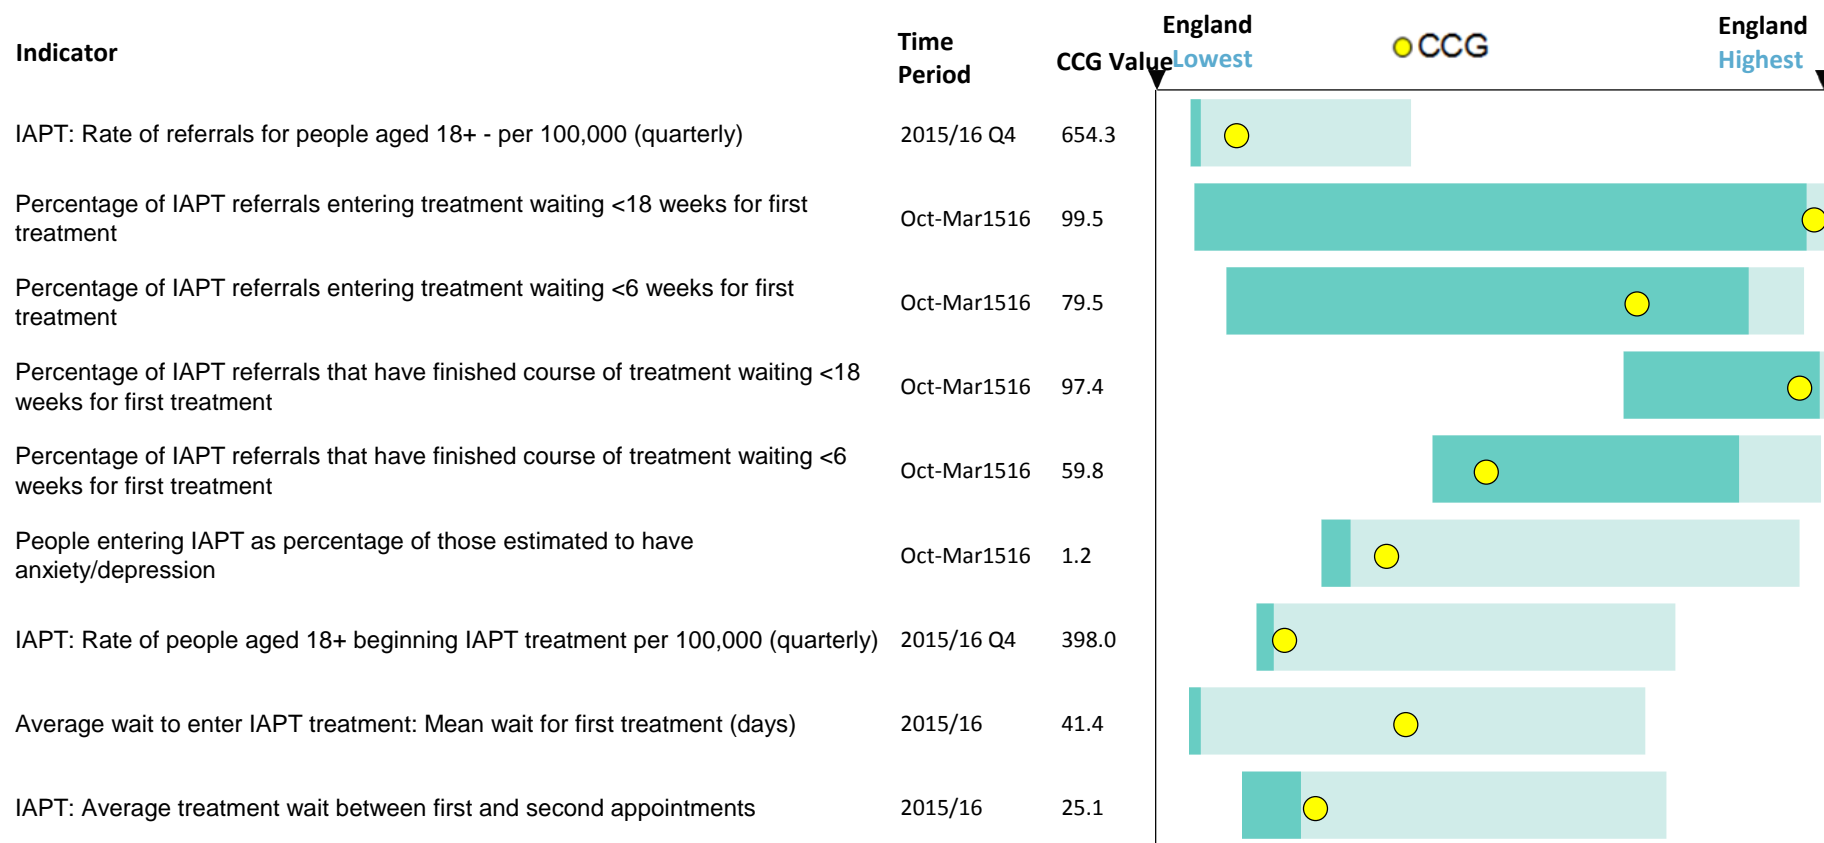 Indicator
Time
Period
CCG Value
England
Lowest
CCG
England
Highest
IAPT: Rate of referrals for people aged 18+ - per 100,000 (quarterly) 2015/16 Q4 654.3
Percentage of IAPT referrals entering treatment waiting <18 weeks for first
treatment
Oct-Mar1516 99.5
Percentage of IAPT referrals entering treatment waiting <6 weeks for first
treatment
Oct-Mar1516 79.5
Percentage of IAPT referrals that have finished course of treatment waiting <18
weeks for first treatment
Oct-Mar1516 97.4
Percentage of IAPT referrals that have finished course of treatment waiting <6
weeks for first treatment
Oct-Mar1516 59.8
People entering IAPT as percentage of those estimated to have
anxiety/depression
Oct-Mar1516 1.2
IAPT: Rate of people aged 18+ beginning IAPT treatment per 100,000 (quarterly) 2015/16 Q4 398.0
Average wait to enter IAPT treatment: Mean wait for first treatment (days) 2015/16 41.4
IAPT: Average treatment wait between first and second appointments 2015/16 25.1